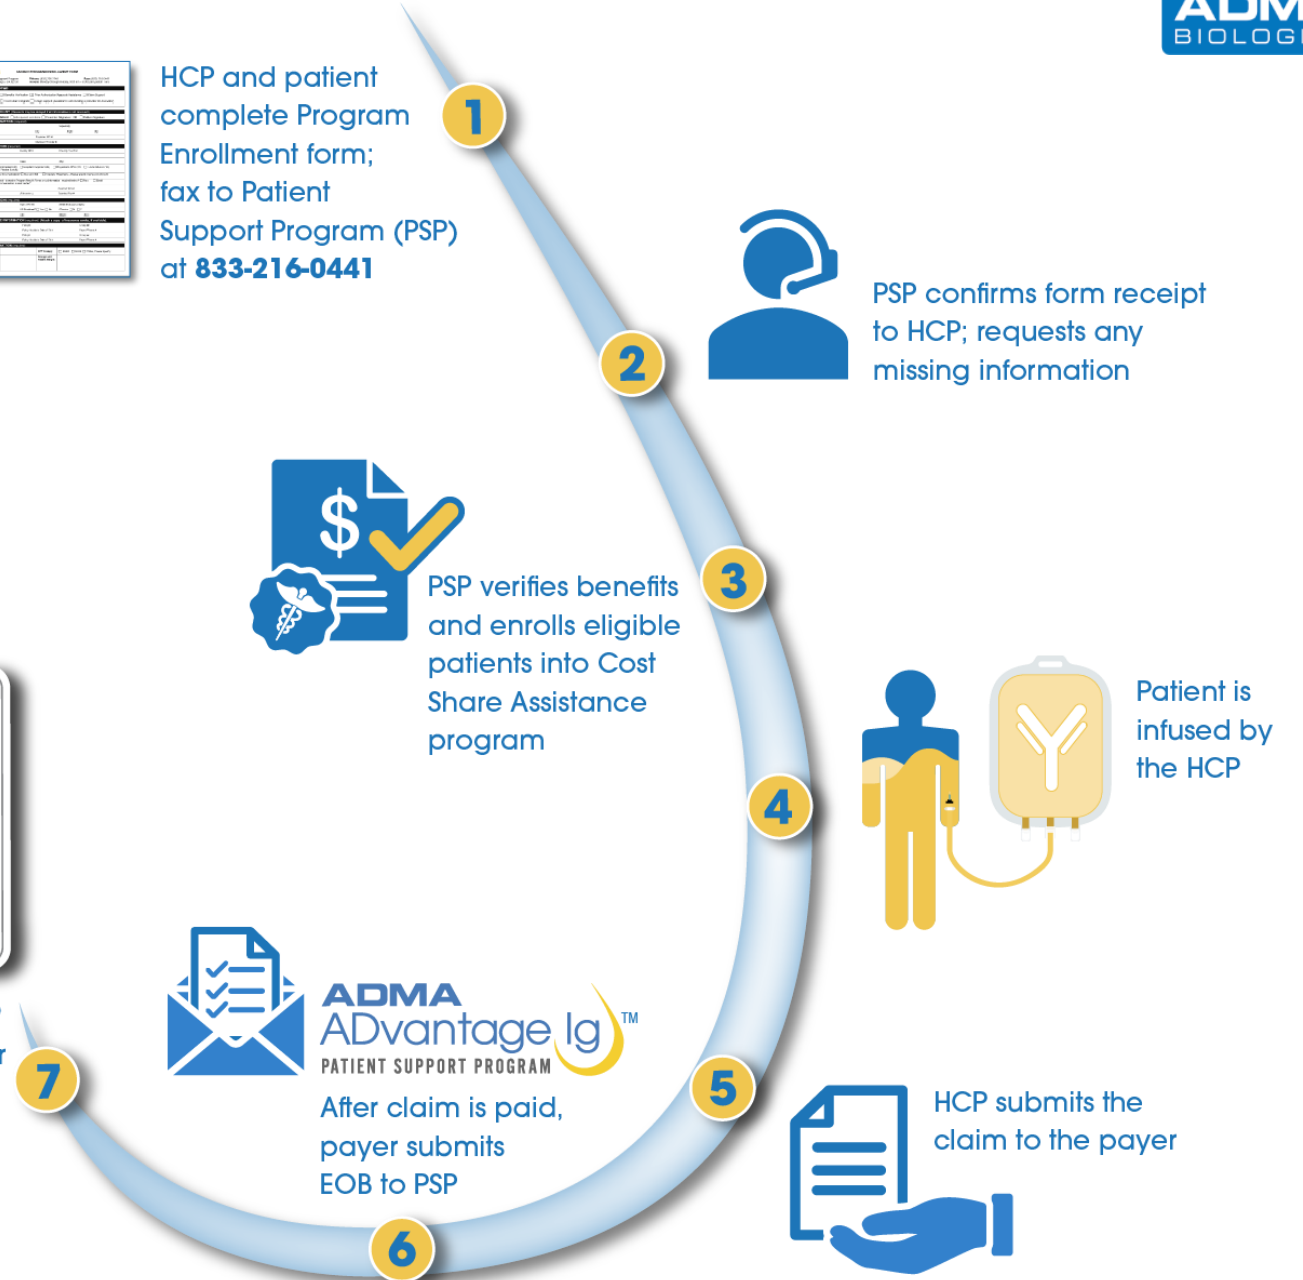 ADM
BIOLOGI
HCP and patient
complete Program
Enrollment form;
fax to Patient
Support Program (PSP)
at 833-216-0441
1
2
PSP confirms form receipt
to HCP; requests any
missing information
$
PSP verifies benefits
and enrolls eligible
patients into Cost
Share Assistance
program
3
Patient is
infused by
the HCP
4
ADMA
ADvantage Ig TM
PATIENT SUPPORT PROGRAM
After claim is paid,
payer submits
EOB to PSP
5
HCP submits the
claim to the payer
r
7
6